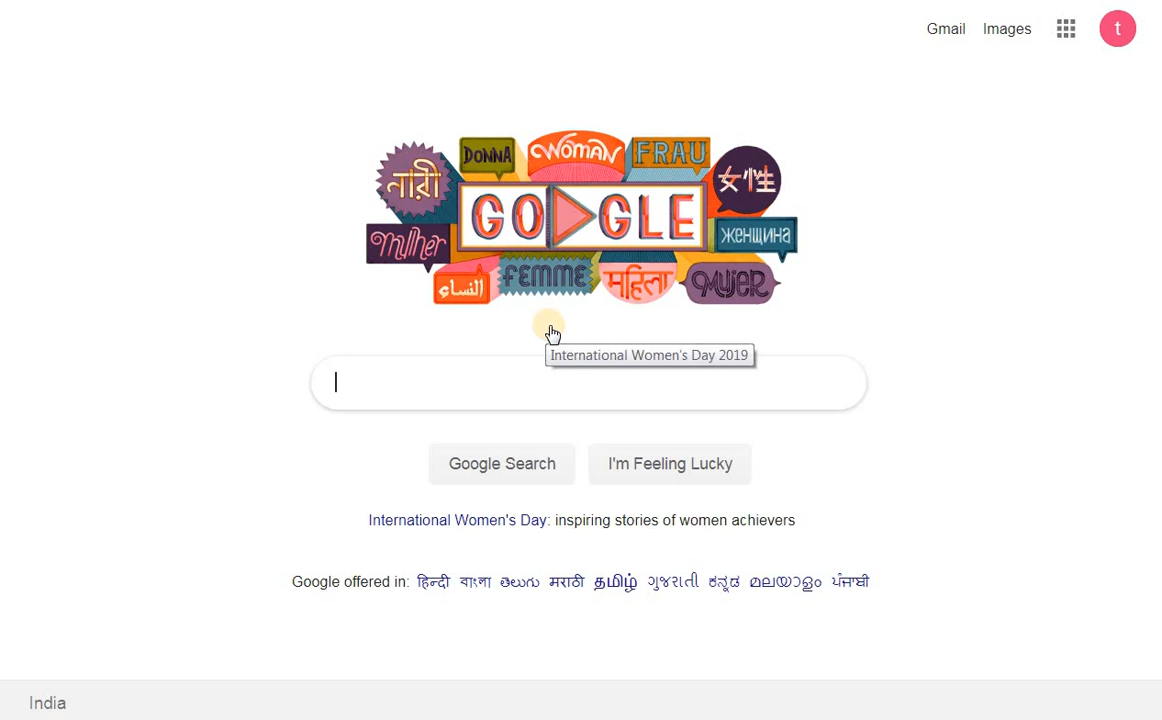 Gmail Images t
DONNA WOMAN FRAU
নারী GOOGLE 女性
Mulher женщина
النساء FEMME महिला MUJER
International Women's Day 2019
Google Search I'm Feeling Lucky
International Women's Day: inspiring stories of women achievers
Google offered in: हिन्दी বাংলা తెలుగు मराठी தமிழ் ગુજરાતી ಕನ್ನಡ മലയാളം ਪੰਜਾਬੀ
India